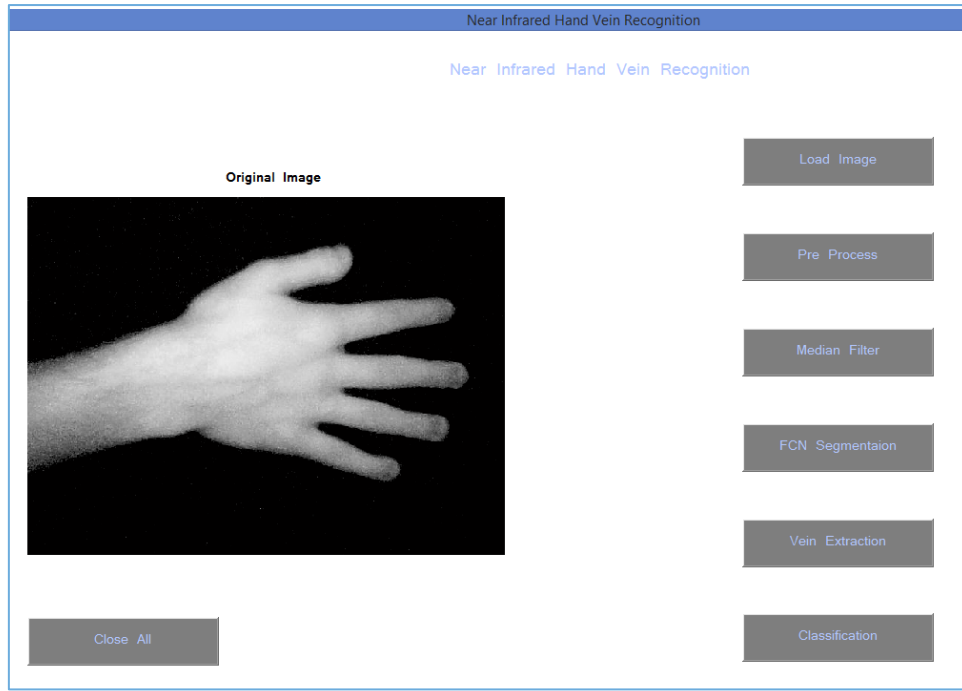 Near Infrared Hand Vein Recognition
Near Infrared Hand Vein Recognition
Load Image
Original Image
Pre Process
Median Filter
FCN Segmentaion
Vein Extraction
Close All
Classification